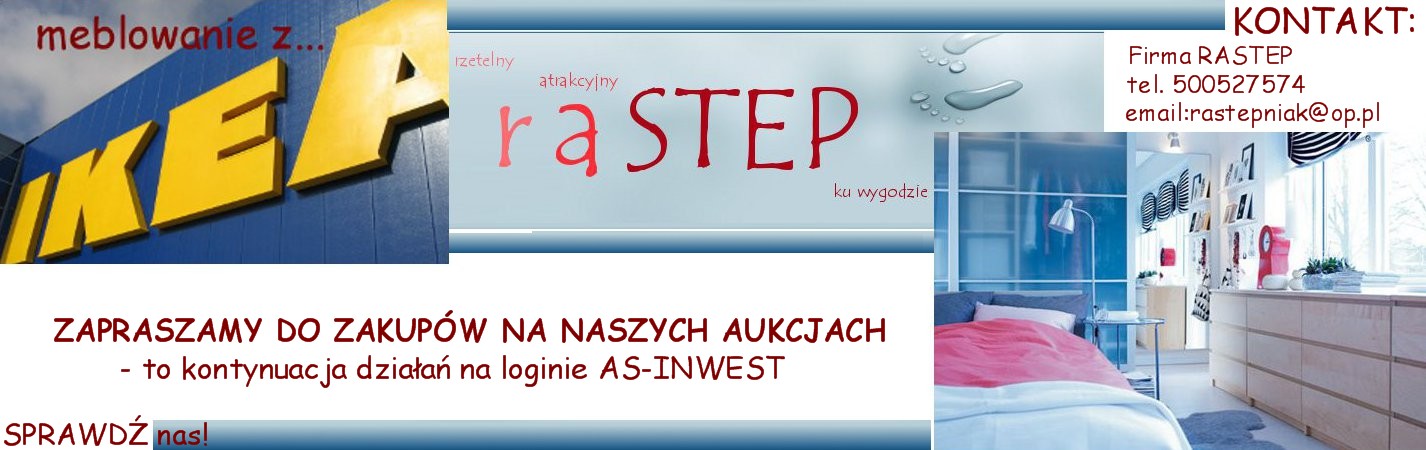 meblowanie z...
IKEA
rzetelny
atrakcyjny
raSTEP
ku wygodzie
KONTAKT:
Firma RASTEP
tel. 500527574
email:rastepniak@op.pl
ZAPRASZAMY DO ZAKUPÓW NA NASZYCH AUKCJACH
- to kontynuacja działań na loginie AS-INWEST
SPRAWDŹ nas!